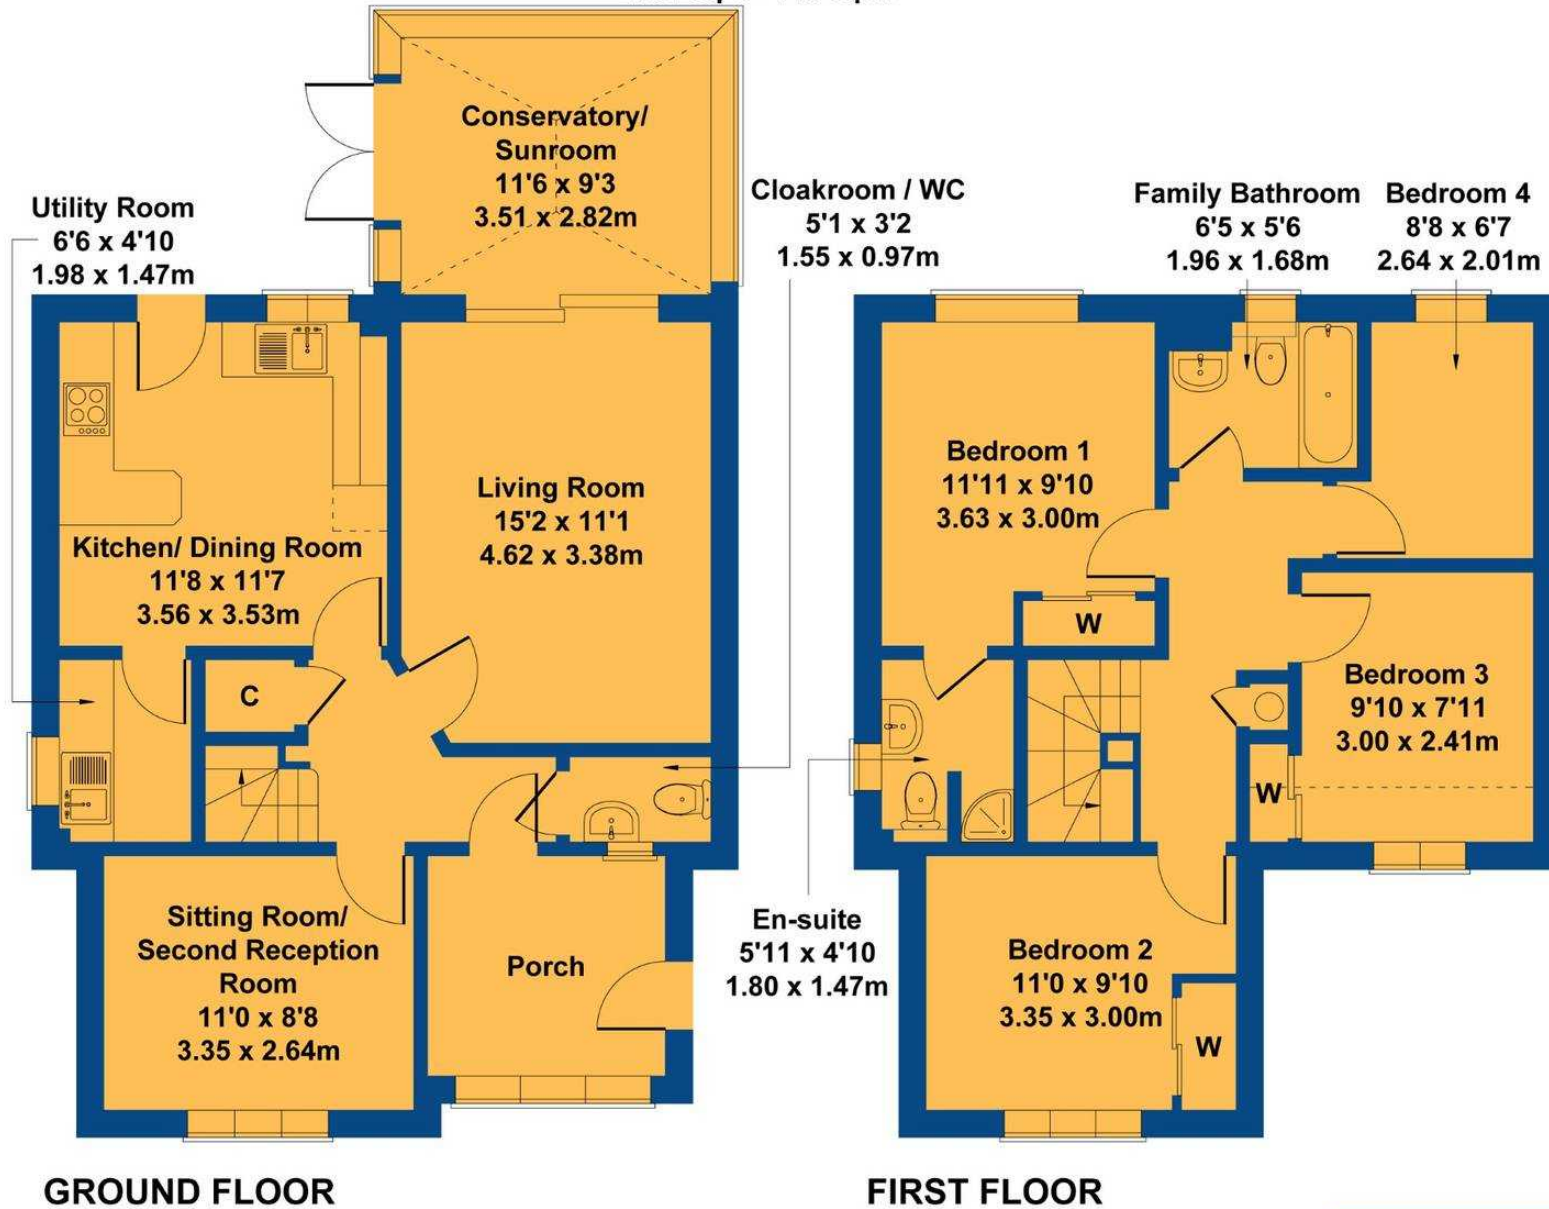 Conservatory/
Sunroom
11'6 x 9'3
3.51 x 2.82m
Utility Room
6'6 x 4'10
1.98 x 1.47m
Cloakroom / WC
5'1 x 3'2
1.55 x 0.97m
Living Room
15'2 x 11'1
4.62 x 3.38m
Kitchen/ Dining Room
11'8 x 11'7
3.56 x 3.53m
C
Sitting Room/
Second Reception
Room
11'0 x 8'8
3.35 x 2.64m
Porch
GROUND FLOOR
Family Bathroom
6'5 x 5'6
1.96 x 1.68m
Bedroom 4
8'8 x 6'7
2.64 x 2.01m
Bedroom 1
11'11 x 9'10
3.63 x 3.00m
W
Bedroom 3
9'10 x 7'11
3.00 x 2.41m
W
En-suite
5'11 x 4'10
1.80 x 1.47m
Bedroom 2
11'0 x 9'10
3.35 x 3.00m
W
FIRST FLOOR